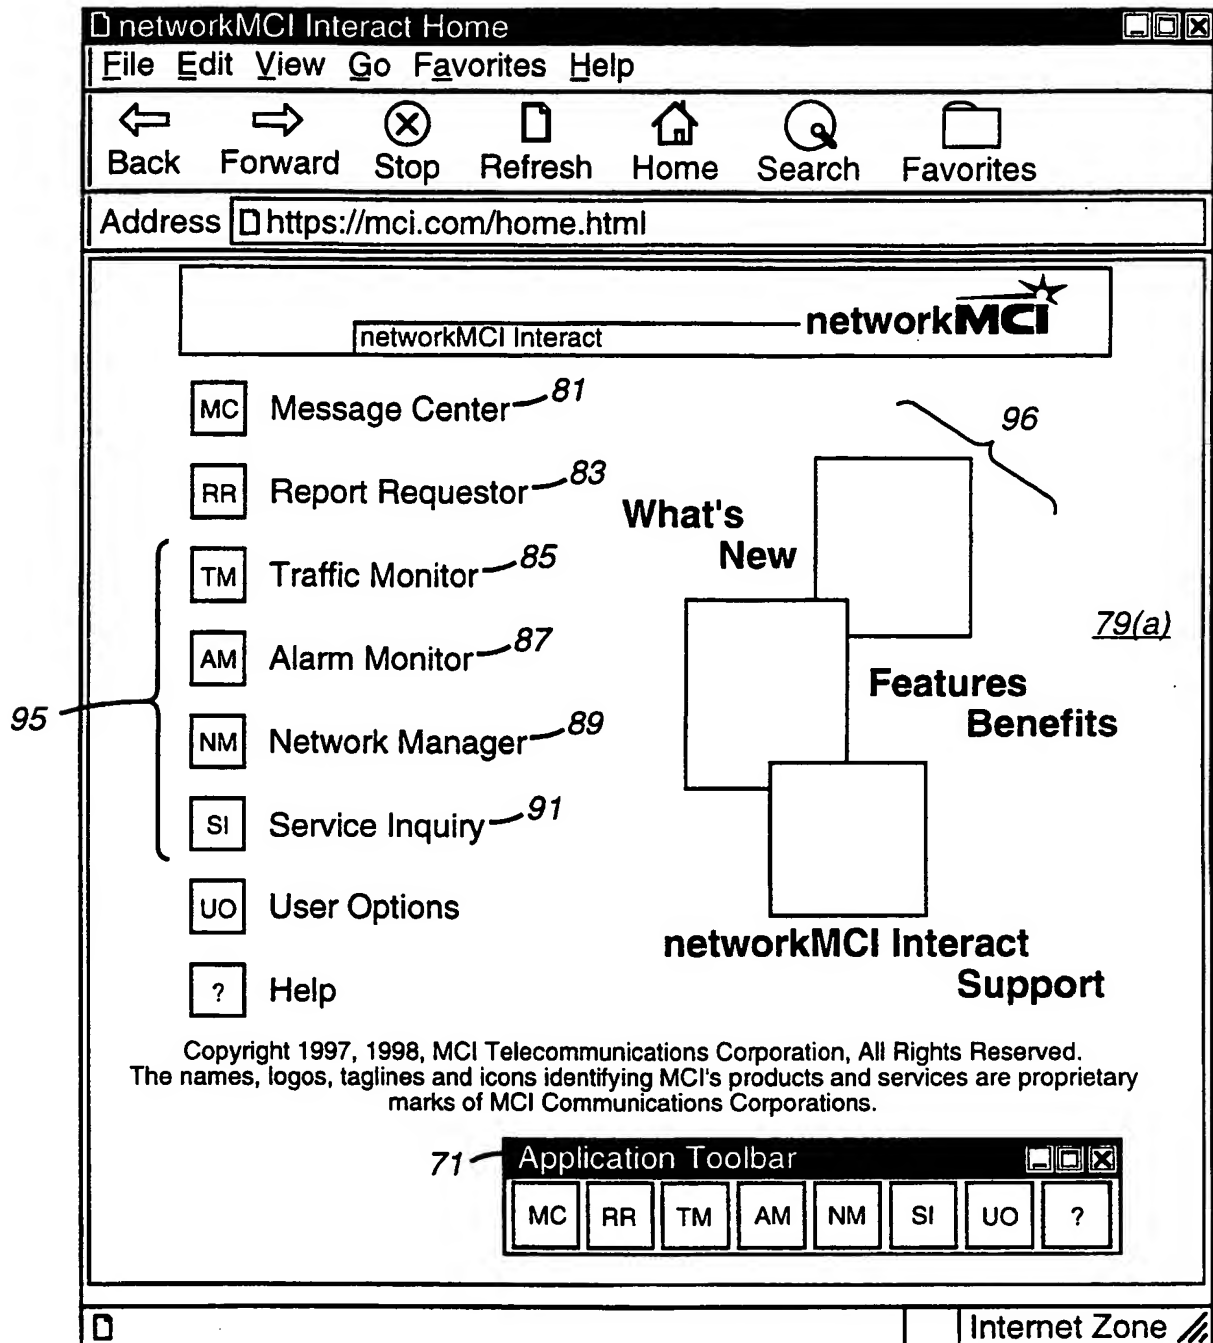 networkMCI Interact Home
File Edit View Go Favorites Help
Back Forward Stop Refresh Home Search Favorites
Address https://mci.com/home.html
networkMCI Interact
networkMCI
MC Message Center 81
RR Report Requestor 83
TM Traffic Monitor 85
AM Alarm Monitor 87
NM Network Manager 89
SI Service Inquiry 91
UO User Options
? Help
95
96
What's
New
79(a)
Features
Benefits
networkMCI Interact
Support
Copyright 1997, 1998, MCI Telecommunications Corporation, All Rights Reserved.
The names, logos, taglines and icons identifying MCI's products and services are proprietary
marks of MCI Communications Corporations.
71 Application Toolbar
MC RR TM AM NM SI UO ?
Internet Zone